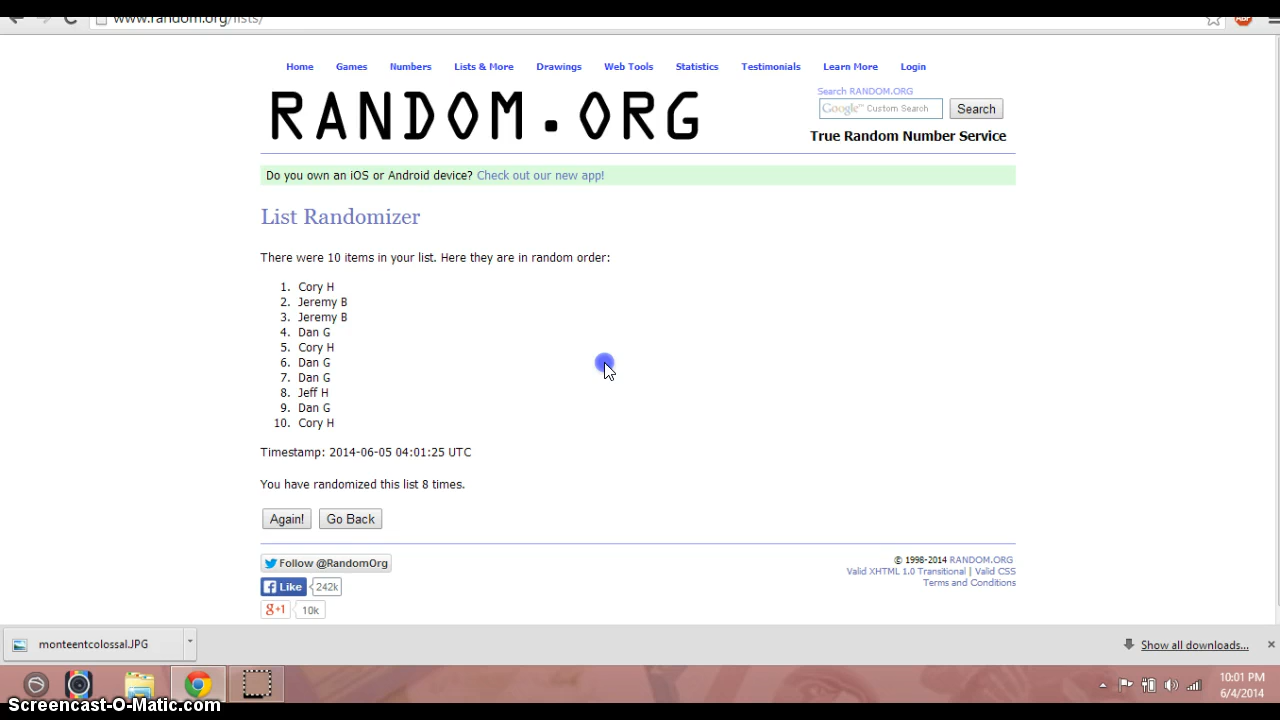 www.random.org/lists/
ABP
Home Games Numbers Lists & More Drawings Web Tools Statistics Testimonials Learn More Login
RANDOM.ORG
Search RANDOM.ORG
Google™ Custom Search Search
True Random Number Service
Do you own an iOS or Android device? Check out our new app!
List Randomizer
There were 10 items in your list. Here they are in random order:
1. Cory H
2. Jeremy B
3. Jeremy B
4. Dan G
5. Cory H
6. Dan G
7. Dan G
8. Jeff H
9. Dan G
10. Cory H
Timestamp: 2014-06-05 04:01:25 UTC
You have randomized this list 8 times.
Again! Go Back
Follow @RandomOrg
Like 242k
g+1 10k
© 1998-2014 RANDOM.ORG
Valid XHTML 1.0 Transitional | Valid CSS
Terms and Conditions
monteentcolossal.JPG
Show all downloads...
10:01 PM
6/4/2014
Screencast-O-Matic.com